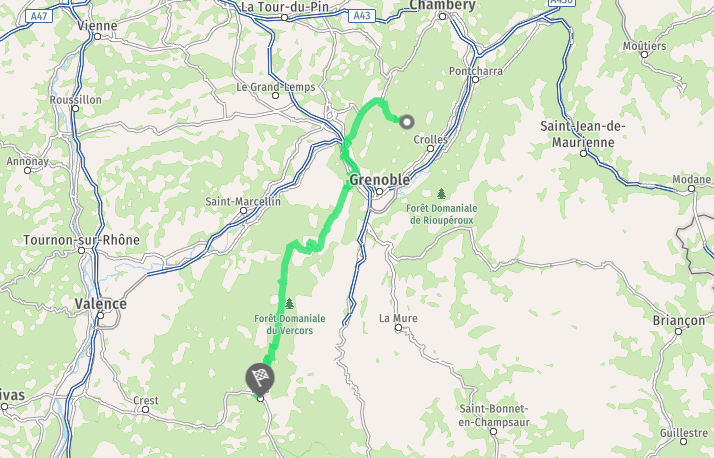 La Tour-du-Pin
Chambery
A47
A43
Vienne
Moûtiers
Pontcharra
Le Grand-Lemps
Roussillon
Saint-Jean-de-
Maurienne
Crolles
Annonay
Grenoble
Modane
Saint-Marcellin
Forêt Domaniale
de Rioupéroux
Tournon-sur-Rhône
Valence
Forêt Domaniale
du Vercors
La Mure
Briançon
ivas
Crest
Saint-Bonnet-
en-Champsaur
Guillestre